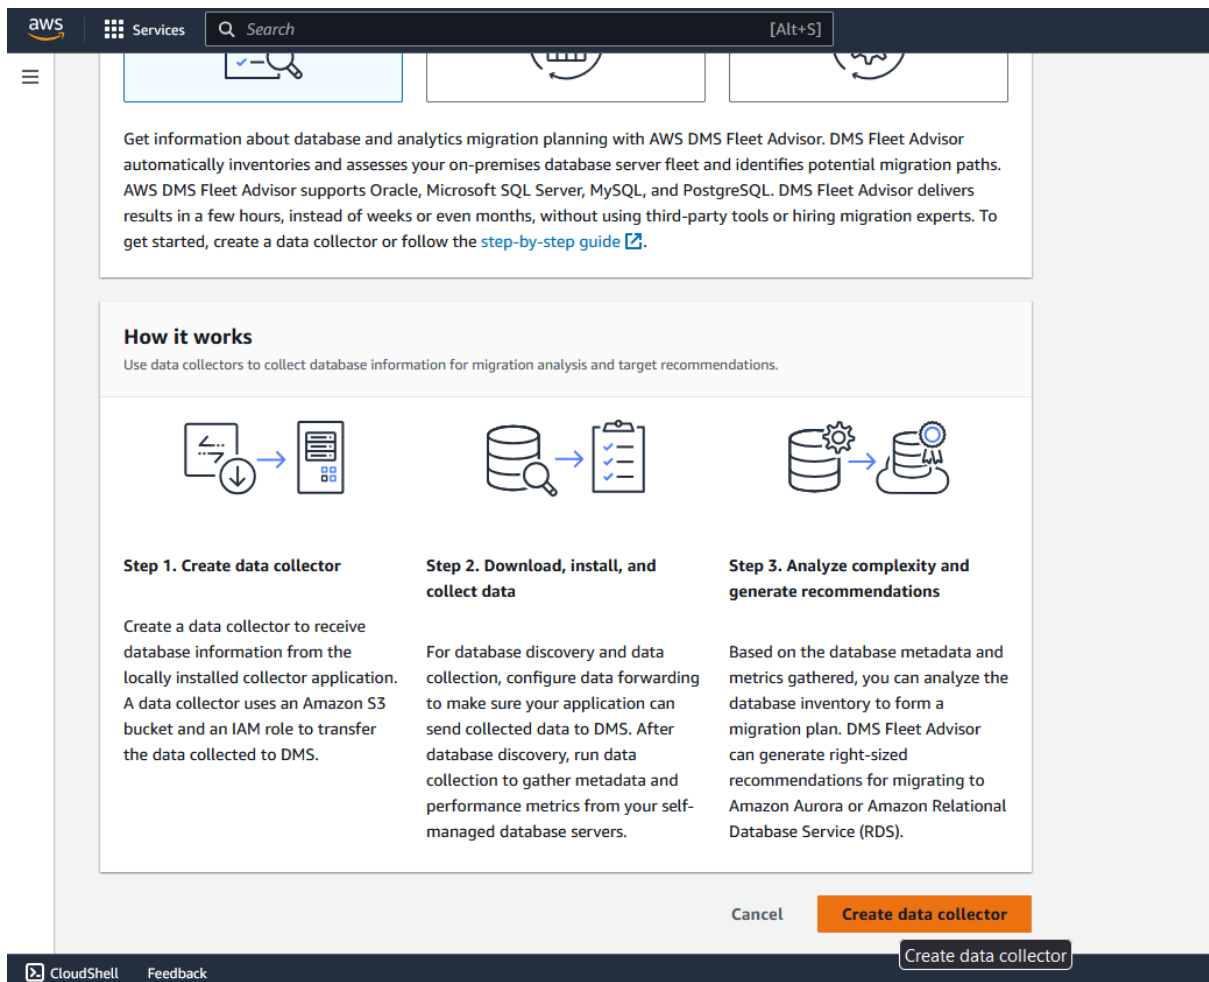 aws
Services
Search
[Alt+S]
Get information about database and analytics migration planning with AWS DMS Fleet Advisor. DMS Fleet Advisor
automatically inventories and assesses your on-premises database server fleet and identifies potential migration paths.
AWS DMS Fleet Advisor supports Oracle, Microsoft SQL Server, MySQL, and PostgreSQL. DMS Fleet Advisor delivers
results in a few hours, instead of weeks or even months, without using third-party tools or hiring migration experts. To
get started, create a data collector or follow the step-by-step guide.
How it works
Use data collectors to collect database information for migration analysis and target recommendations.
Step 1. Create data collector
Create a data collector to receive
database information from the
locally installed collector application.
A data collector uses an Amazon S3
bucket and an IAM role to transfer
the data collected to DMS.
Step 2. Download, install, and
collect data
For database discovery and data
collection, configure data forwarding
to make sure your application can
send collected data to DMS. After
database discovery, run data
collection to gather metadata and
performance metrics from your self-
managed database servers.
Step 3. Analyze complexity and
generate recommendations
Based on the database metadata and
metrics gathered, you can analyze the
database inventory to form a
migration plan. DMS Fleet Advisor
can generate right-sized
recommendations for migrating to
Amazon Aurora or Amazon Relational
Database Service (RDS).
Cancel
Create data collector
Create data collector
CloudShell
Feedback